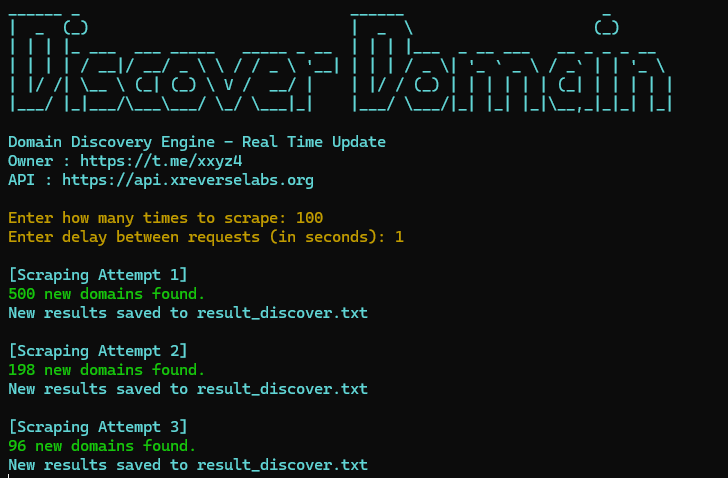 Discover Domain
Domain Discovery Engine - Real Time Update
Owner : https://t.me/xxyz4
API : https://api.xreverselabs.org
Enter how many times to scrape: 100
Enter delay between requests (in seconds): 1
[Scraping Attempt 1]
500 new domains found.
New results saved to result_discover.txt
[Scraping Attempt 2]
198 new domains found.
New results saved to result_discover.txt
[Scraping Attempt 3]
96 new domains found.
New results saved to result_discover.txt